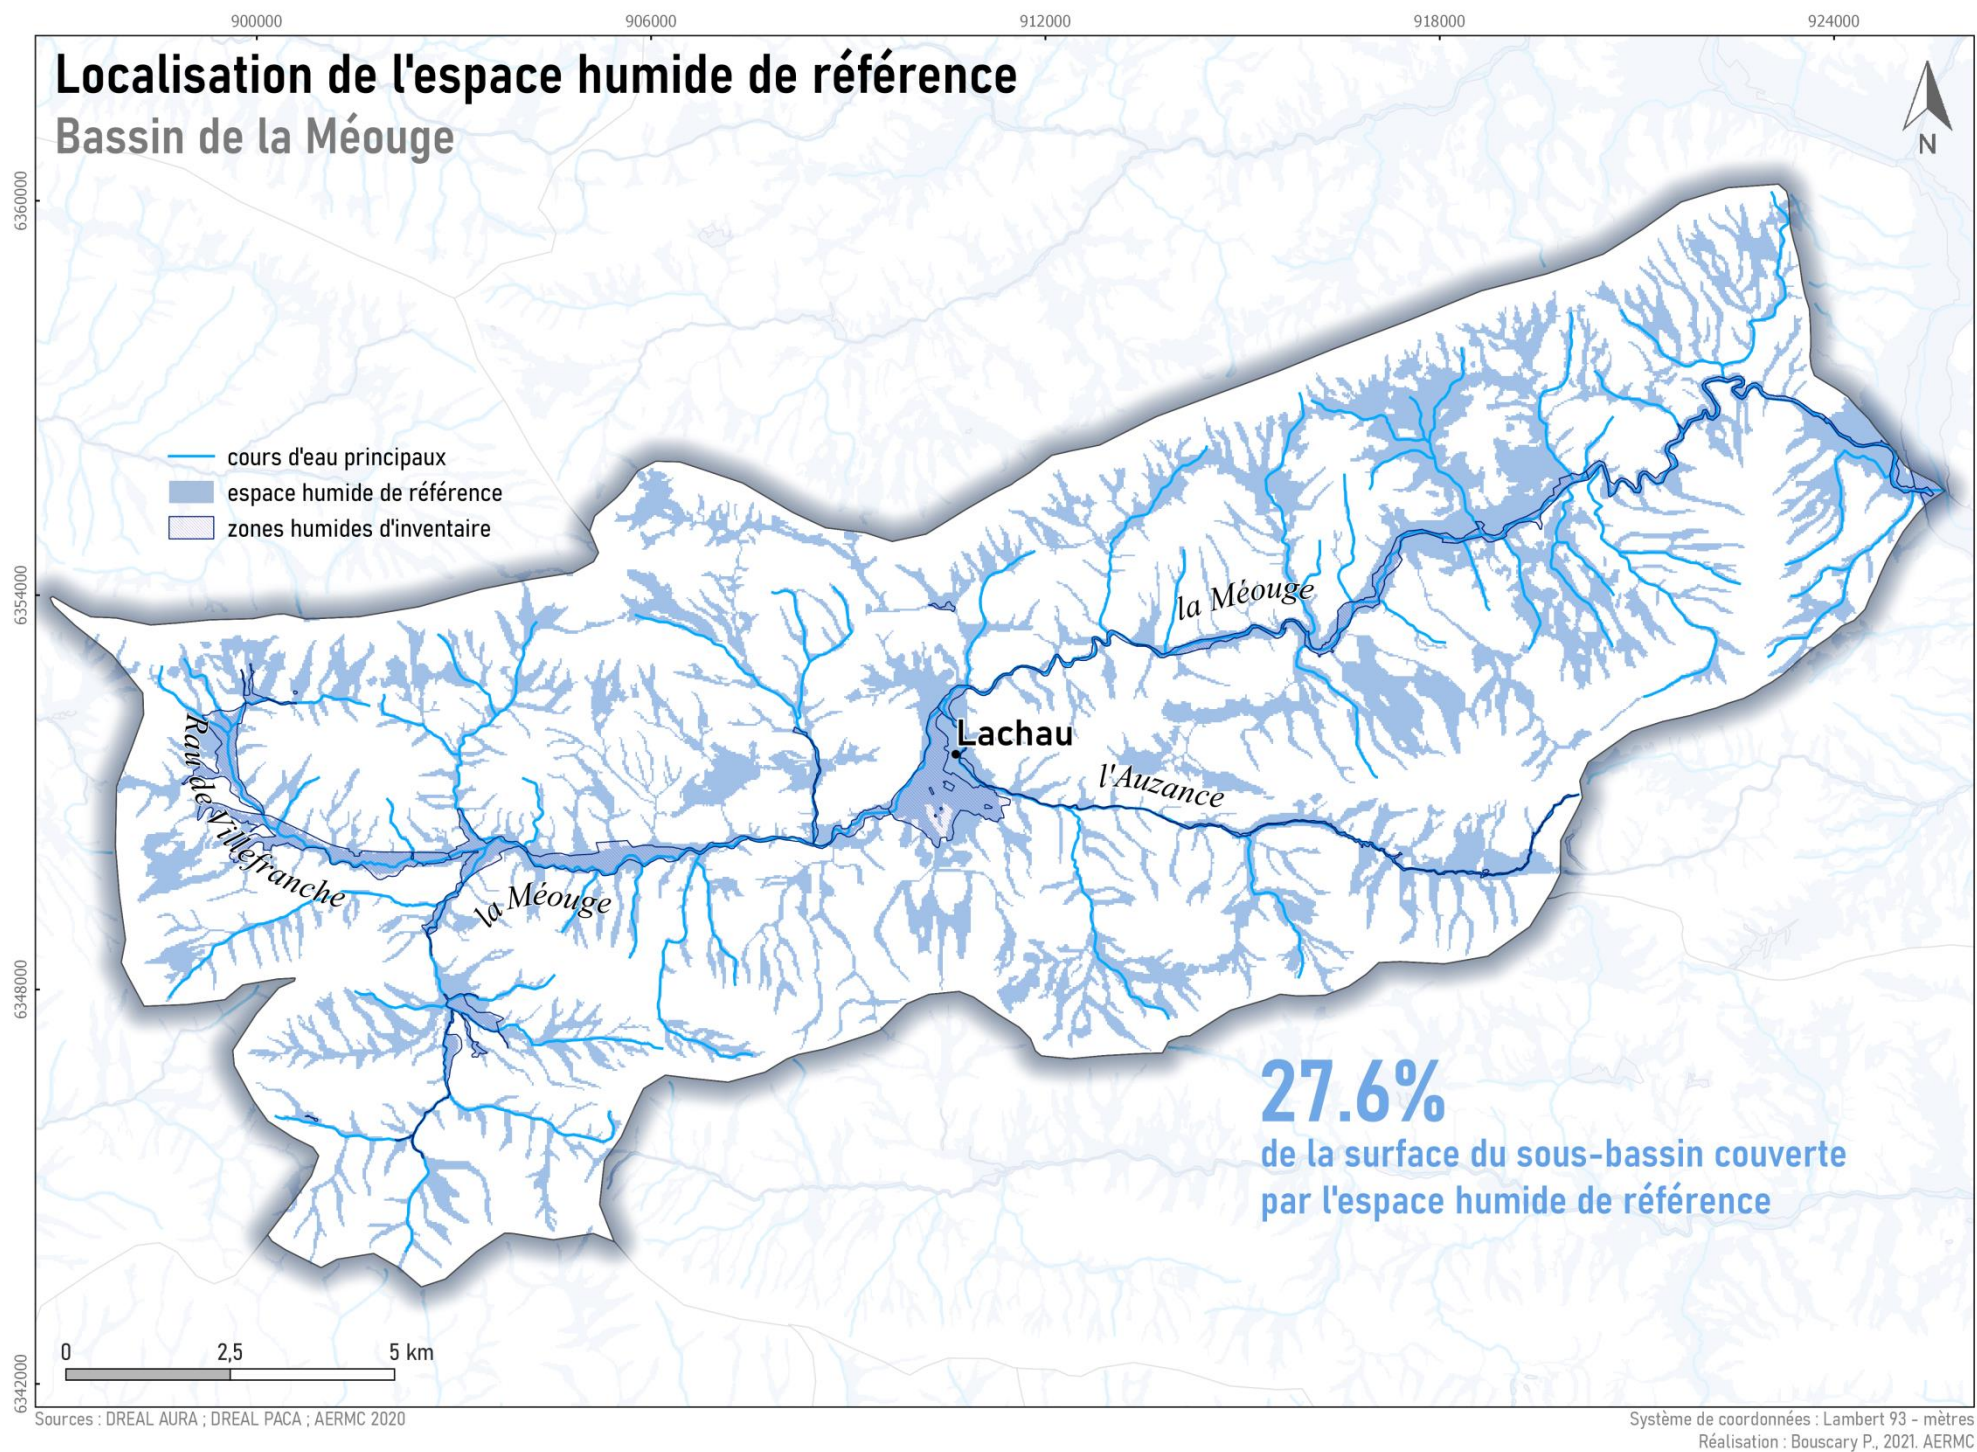 900000
906000
912000
918000
924000
Localisation de l'espace humide de référence
Bassin de la Méouge
N
6360000
cours d'eau principaux
espace humide de référence
zones humides d'inventaire
6354000
la Méouge
Lachau
Rau de Villefranche
l'Auzance
la Méouge
6348000
27.6%
de la surface du sous-bassin couverte
par l'espace humide de référence
0 2,5 5 km
6342000
Sources : DREAL AURA ; DREAL PACA ; AERMC 2020
Système de coordonnées : Lambert 93 - mètres
Réalisation : Bouscary P., 2021. AERMC